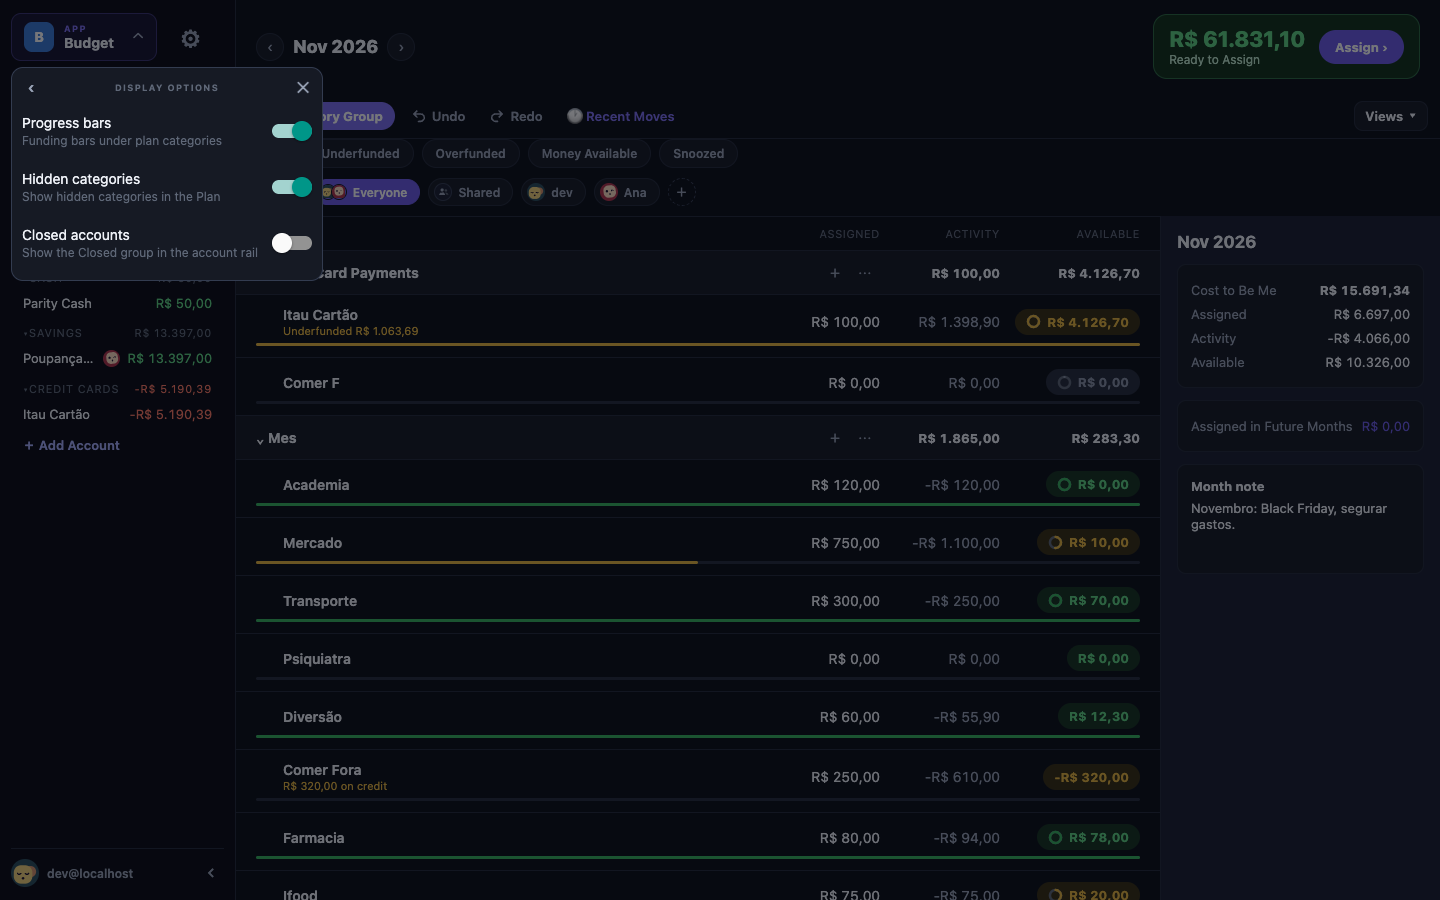 B
APP
Budget
Nov 2026
R$ 61.831,10
Ready to Assign
Assign ›
DISPLAY OPTIONS
Progress bars
Funding bars under plan categories
Hidden categories
Show hidden categories in the Plan
Closed accounts
Show the Closed group in the account rail
ory Group
Undo
Redo
Recent Moves
Views
Underfunded
Overfunded
Money Available
Snoozed
Everyone
Shared
dev
Ana
+
Parity Cash R$ 50,00
SAVINGS R$ 13.397,00
Poupança... R$ 13.397,00
CREDIT CARDS -R$ 5.190,39
Itau Cartão -R$ 5.190,39
+ Add Account
dev@localhost
ASSIGNED ACTIVITY AVAILABLE
ard Payments + ... R$ 100,00 R$ 4.126,70
Itau Cartão R$ 100,00 R$ 1.398,90 R$ 4.126,70
Underfunded R$ 1.063,69
Comer F R$ 0,00 R$ 0,00 R$ 0,00
Mes + ... R$ 1.865,00 R$ 283,30
Academia R$ 120,00 -R$ 120,00 R$ 0,00
Mercado R$ 750,00 -R$ 1.100,00 R$ 10,00
Transporte R$ 300,00 -R$ 250,00 R$ 70,00
Psiquiatra R$ 0,00 R$ 0,00 R$ 0,00
Diversão R$ 60,00 -R$ 55,90 R$ 12,30
Comer Fora R$ 250,00 -R$ 610,00 -R$ 320,00
R$ 320,00 on credit
Farmacia R$ 80,00 -R$ 94,00 R$ 78,00
Ifood R$ 75,00 -R$ 75,00 R$ 20,00
Nov 2026
Cost to Be Me R$ 15.691,34
Assigned R$ 6.697,00
Activity -R$ 4.066,00
Available R$ 10.326,00
Assigned in Future Months R$ 0,00
Month note
Novembro: Black Friday, segurar
gastos.